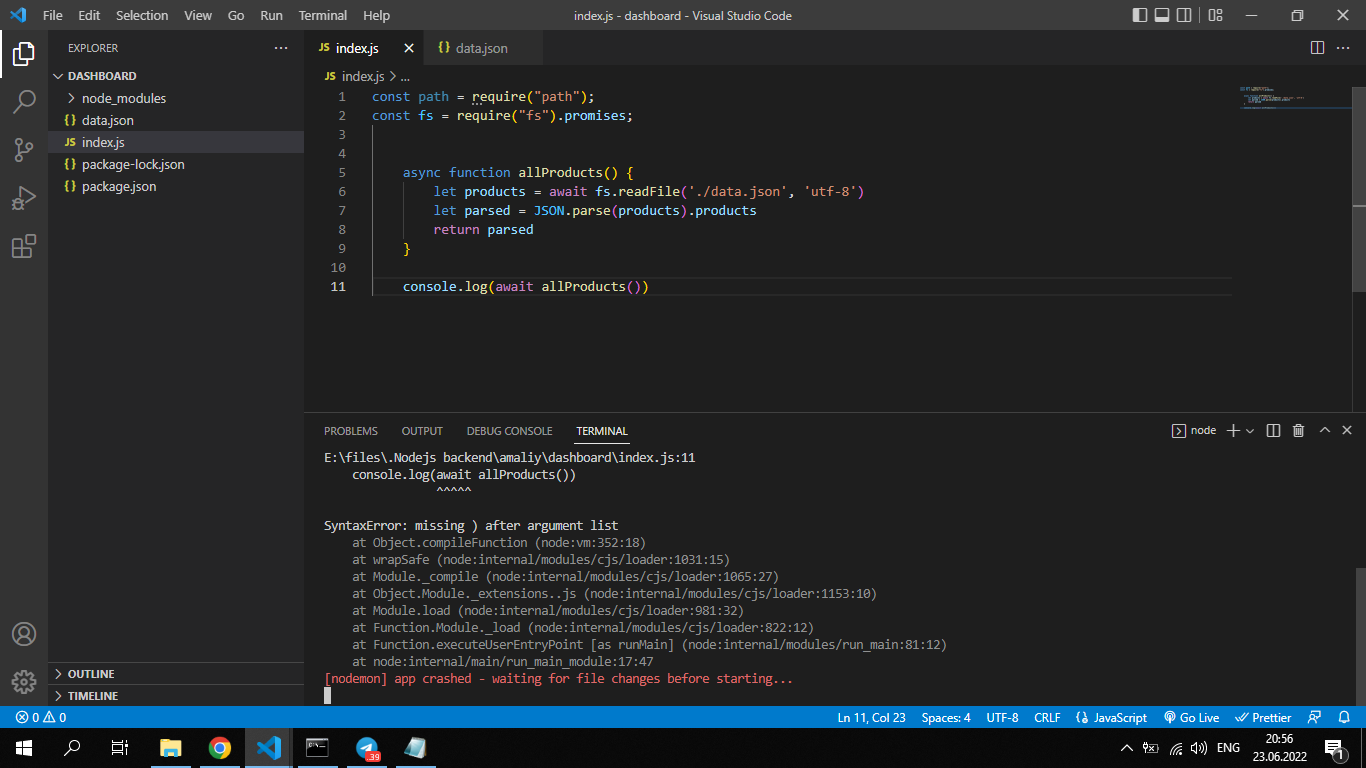 File Edit Selection View Go Run Terminal Help
index.js - dashboard - Visual Studio Code
EXPLORER
DASHBOARD
node_modules
{} data.json
JS index.js
{} package-lock.json
{} package.json
OUTLINE
TIMELINE
JS index.js
{} data.json
JS index.js > ...
1 const path = require("path");
2 const fs = require("fs").promises;
3
4
5 async function allProducts() {
6 let products = await fs.readFile('./data.json', 'utf-8')
7 let parsed = JSON.parse(products).products
8 return parsed
9 }
10
11 console.log(await allProducts())
PROBLEMS OUTPUT DEBUG CONSOLE TERMINAL
node
E:\files\.Nodejs backend\amaliy\dashboard\index.js:11
console.log(await allProducts())
^^^^^
SyntaxError: missing ) after argument list
at Object.compileFunction (node:vm:352:18)
at wrapSafe (node:internal/modules/cjs/loader:1031:15)
at Module._compile (node:internal/modules/cjs/loader:1065:27)
at Object.Module._extensions..js (node:internal/modules/cjs/loader:1153:10)
at Module.load (node:internal/modules/cjs/loader:981:32)
at Function.Module._load (node:internal/modules/cjs/loader:822:12)
at Function.executeUserEntryPoint [as runMain] (node:internal/modules/run_main:81:12)
at node:internal/main/run_main_module:17:47
[nodemon] app crashed - waiting for file changes before starting...
0 0
Ln 11, Col 23 Spaces: 4 UTF-8 CRLF {} JavaScript Go Live Prettier
39
ENG
20:56
23.06.2022
1